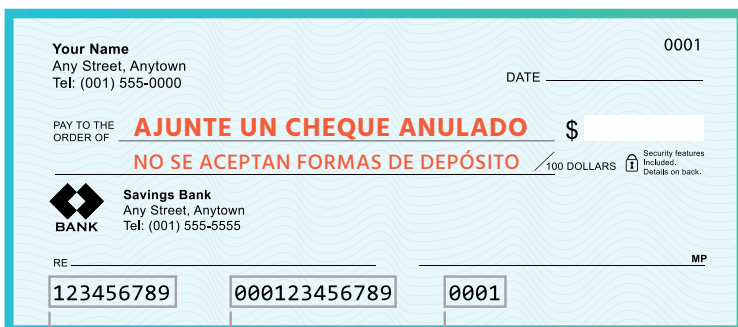 Your Name
Any Street, Anytown
Tel: (001) 555-0000
0001
DATE
PAY TO THE
ORDER OF
AJUNTE UN CHEQUE ANULADO
$
NO SE ACEPTAN FORMAS DE DEPÓSITO
/100 DOLLARS
Security features
Included.
Details on back.
BANK
Savings Bank
Any Street, Anytown
Tel: (001) 555-5555
RE
MP
123456789 000123456789 0001